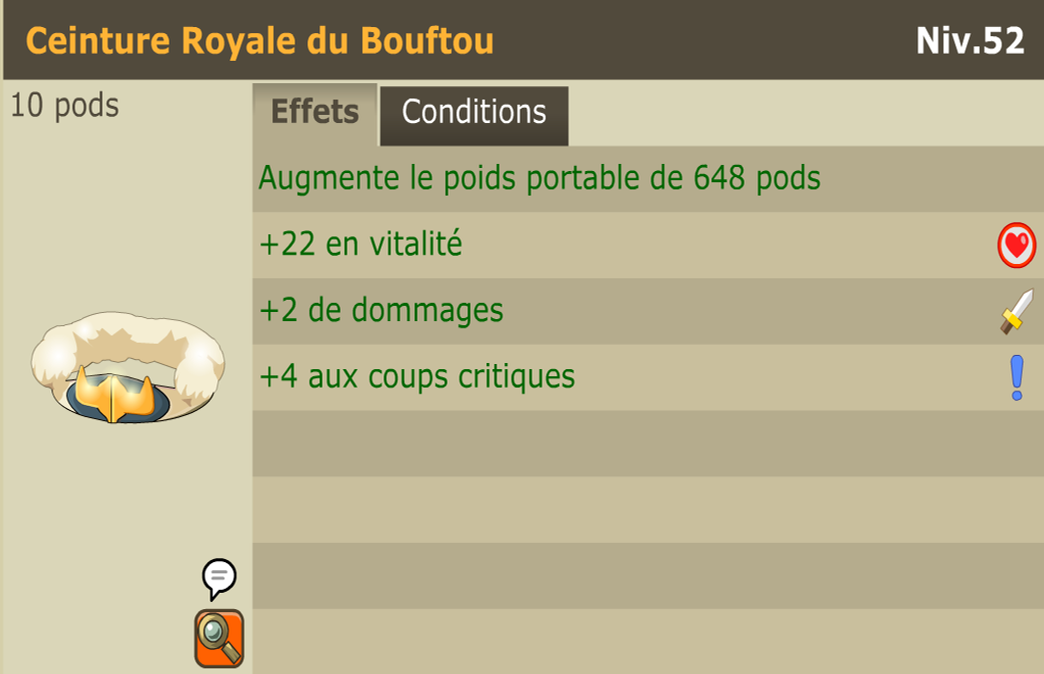 Ceinture Royale du Bouftou Niv.52
10 pods
Effets Conditions
Augmente le poids portable de 648 pods
+22 en vitalité
+2 de dommages
+4 aux coups critiques